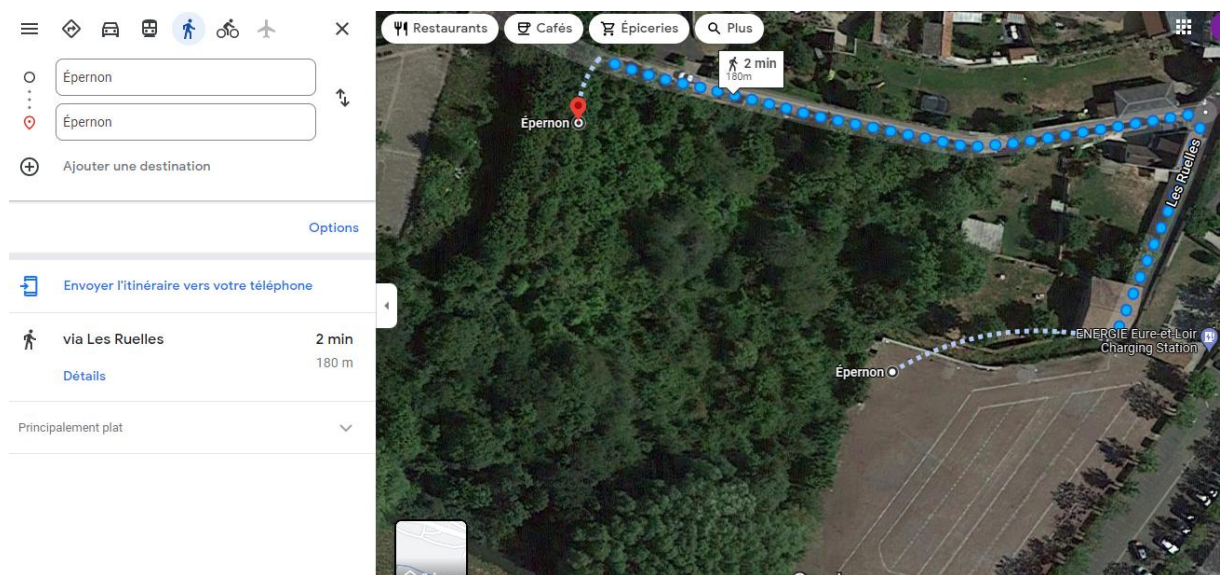 Épernon
Épernon
Ajouter une destination
Options
Envoyer l'itinéraire vers votre téléphone
via Les Ruelles
2 min
180 m
Détails
Principalement plat
Restaurants
Cafés
Épiceries
Plus
2 min
180m
Épernon
Les Ruelles
ENERGIE Eure-et-Loir
Charging Station
Épernon